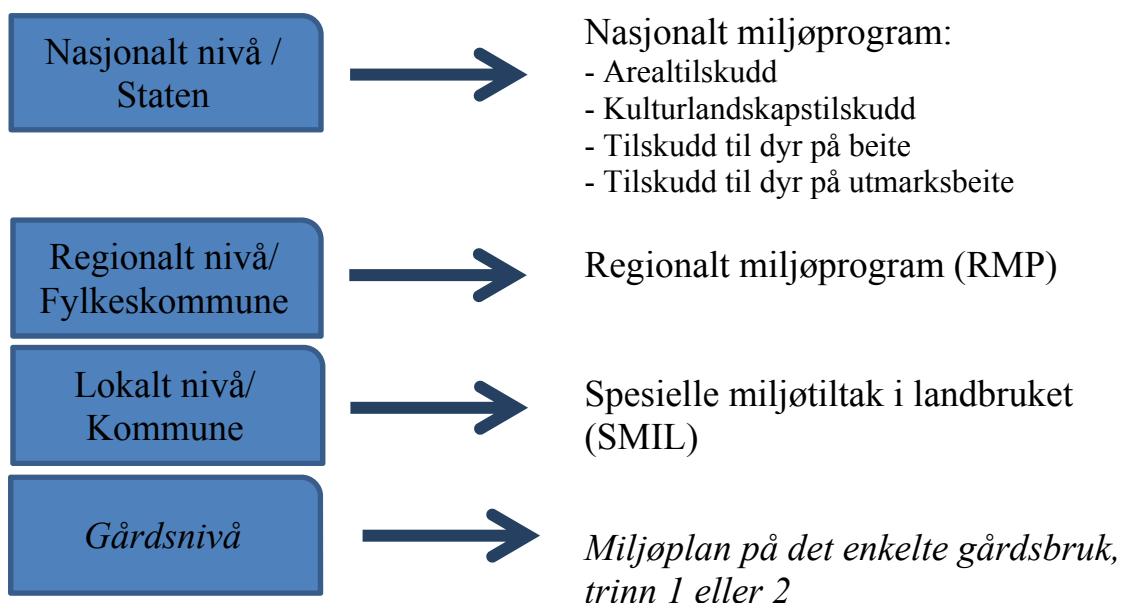 Nasjonalt nivå /
Staten
Nasjonalt miljøprogram:
- Arealtilskudd
- Kulturlandskapstilskudd
- Tilskudd til dyr på beite
- Tilskudd til dyr på utmarksbeite
Regionalt nivå/
Fylkeskommune
Regionalt miljøprogram (RMP)
Lokalt nivå/
Kommune
Spesielle miljøtiltak i landbruket
(SMIL)
Gårdsnivå
Miljøplan på det enkelte gårdsbruk,
trinn 1 eller 2